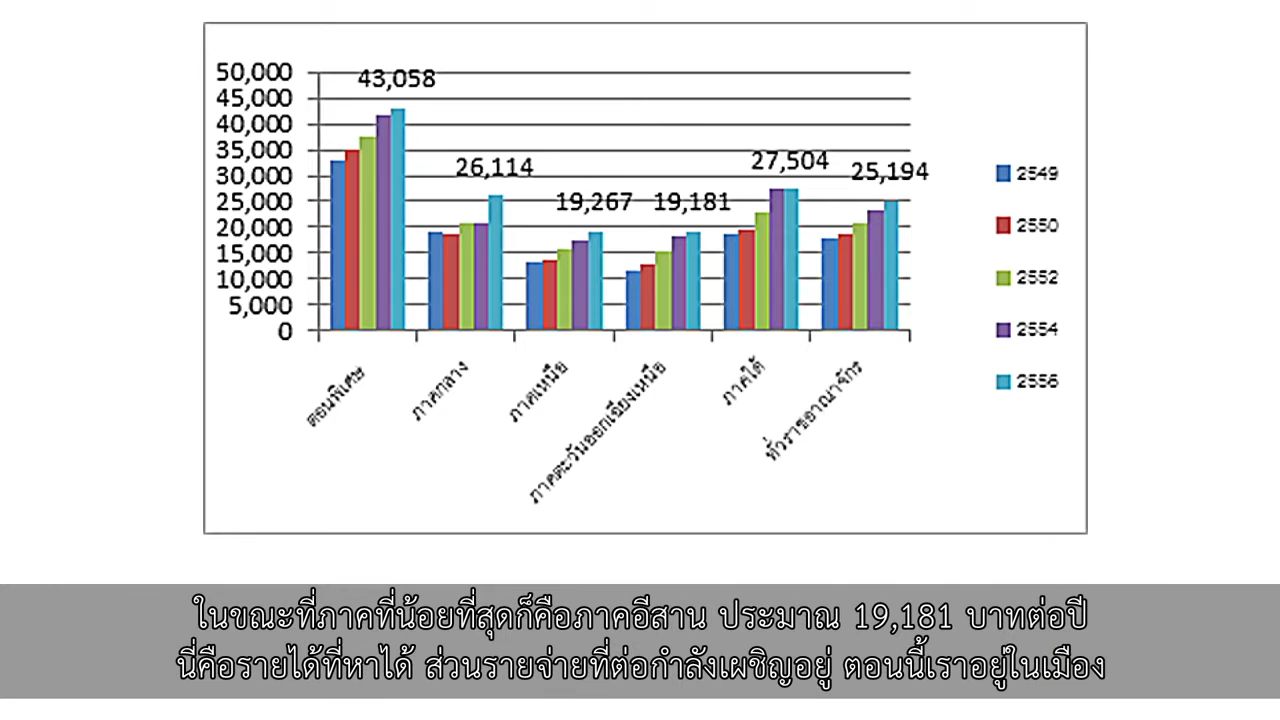 50,000
45,000
40,000
35,000
30,000
25,000
20,000
15,000
10,000
5,000
0
43,058
26,114
19,267
19,181
27,504
25,194
ตอนพิเศษ
ภาคกลาง
ภาคเหนือ
ภาคตะวันออกเฉียงเหนือ
ภาคใต้
ทั่วราชอาณาจักร
2549
2550
2552
2554
2556
ในขณะที่ภาคที่น้อยที่สุดก็คือภาคอีสาน ประมาณ 19,181 บาทต่อปี
นี่คือรายได้ที่หาได้ ส่วนรายจ่ายที่ต่อกำลังเผชิญอยู่ ตอนนี้เราอยู่ในเมือง